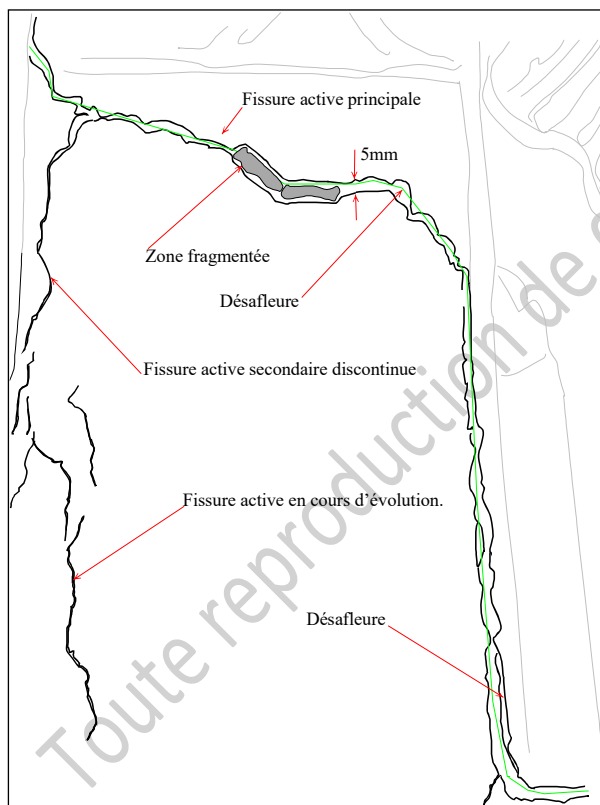 Fissure active principale
5mm
Zone fragmentée
Désafleure
Fissure active secondaire discontinue
Fissure active en cours d’évolution.
Désafleure
Toute reproduction de